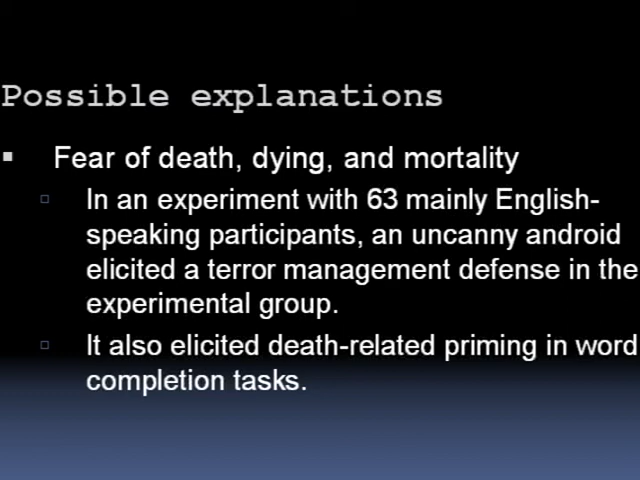 Possible explanations
Fear of death, dying, and mortality
In an experiment with 63 mainly English-
speaking participants, an uncanny android
elicited a terror management defense in the
experimental group.
It also elicited death-related priming in word
completion tasks.